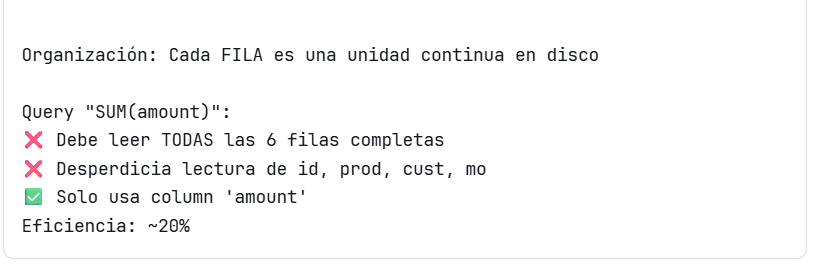 Organización: Cada FILA es una unidad continua en disco
Query "SUM(amount)":
❌ Debe leer TODAS las 6 filas completas
❌ Desperdicia lectura de id, prod, cust, mo
✅ Solo usa column 'amount'
Eficiencia: ~20%